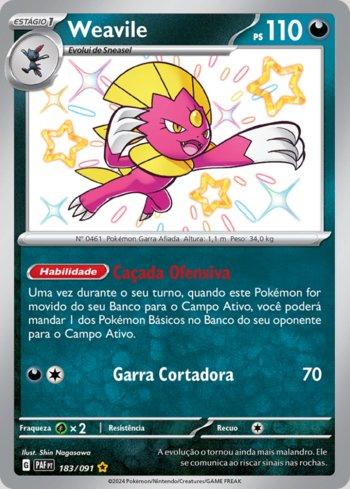 ESTÁGIO 1
Weavile
PS 110
Evolui de Sneasel
Nº 0461 Pokémon Garra Afiada Altura: 1,1 m Peso: 34,0 kg
Habilidade Caçada Ofensiva
Uma vez durante o seu turno, quando este Pokémon for
movido do seu Banco para o Campo Ativo, você poderá
mandar 1 dos Pokémon Básicos no Banco do seu oponente
para o Campo Ativo.
Garra Cortadora 70
Fraqueza × 2 Resistência Recuo
Ilust. Shin Nagasawa
G PAF PT 183/091
A evolução o tornou ainda mais malandro. Ele
se comunica ao riscar sinais nas rochas.
©2024 Pokémon/Nintendo/Creatures/GAME FREAK